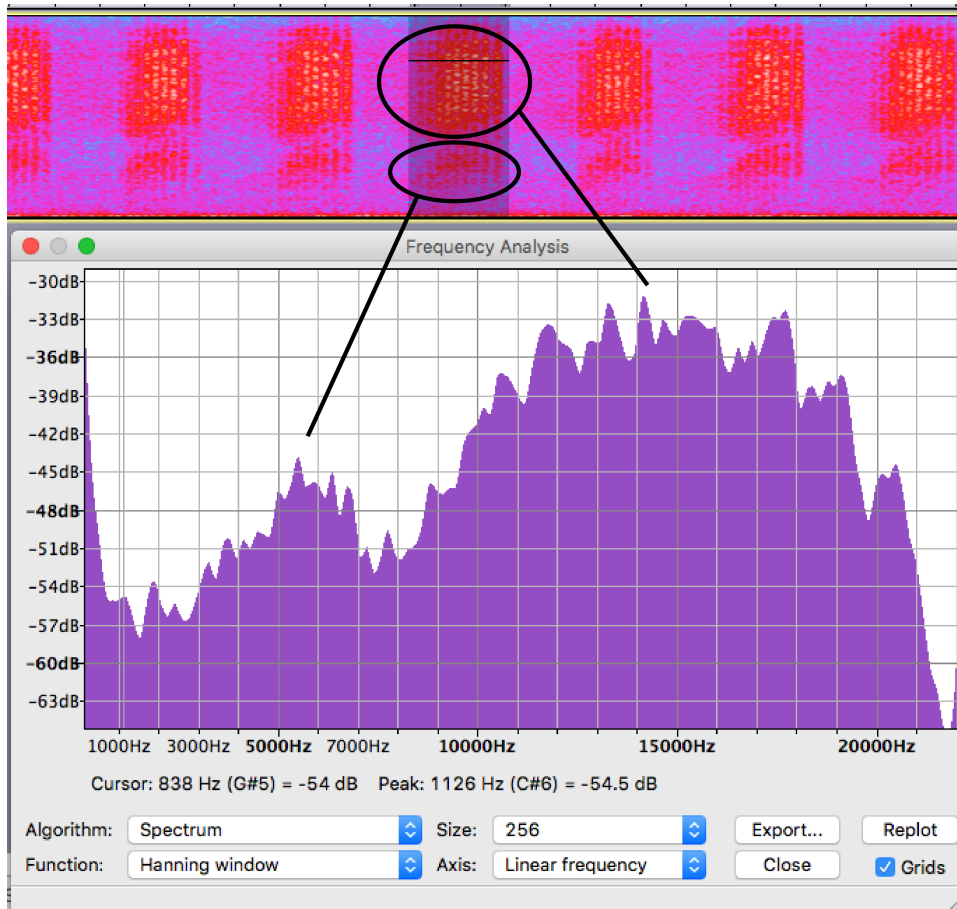 Frequency Analysis
-30dB
-33dB
-36dB
-39dB
-42dB
-45dB
-48dB
-51dB
-54dB
-57dB
-60dB
-63dB
1000Hz 3000Hz 5000Hz 7000Hz 10000Hz 15000Hz 20000Hz
Cursor: 838 Hz (G#5) = -54 dB Peak: 1126 Hz (C#6) = -54.5 dB
Algorithm: Spectrum Size: 256 Export... Replot
Function: Hanning window Axis: Linear frequency Close Grids